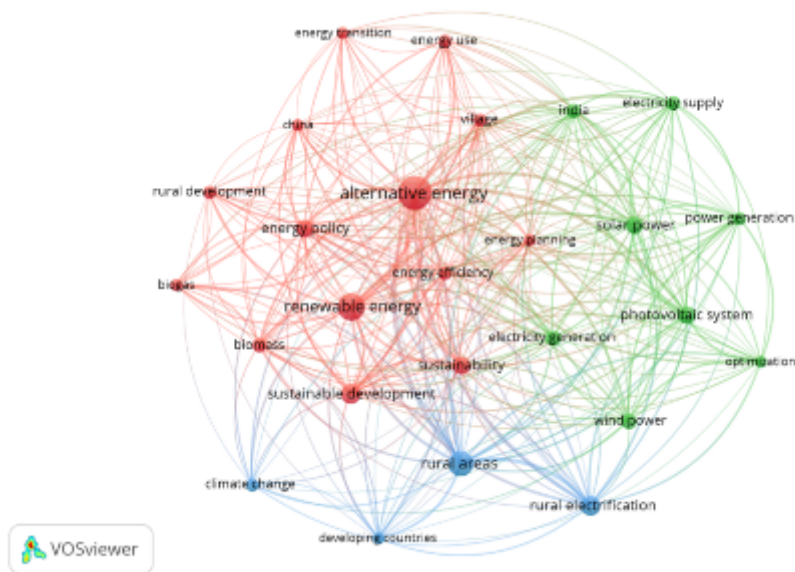 energy transition
energy use
electricity supply
india
village
china
rural development
alternative energy
power generation
solar power
energy policy
energy planning
energy efficiency
biogas
renewable energy
photovoltaic system
electricity generation
biomass
optimization
sustainability
sustainable development
wind power
rural areas
climate change
rural electrification
developing countries
VOSviewer